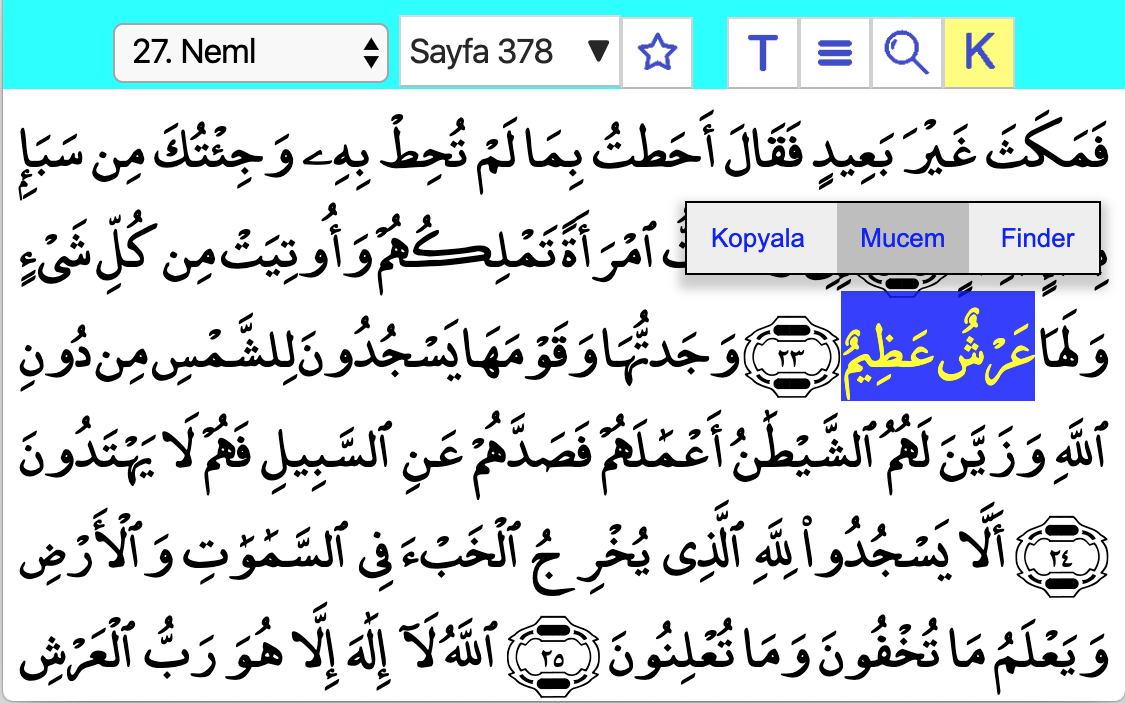 27. Neml Sayfa 378 T K
فَمَكَثَ غَيْرَ بَعِيدٍ فَقَالَ أَحَطتُ بِمَا لَمْ تُحِطْ بِهِۦ وَجِئْتُكَ مِن سَبَإٍۭ
Kopyala Mucem Finder
ٱمْرَأَةً تَمْلِكُهُمْ وَأُوتِيَتْ مِن كُلِّ شَىْءٍ
وَلَهَا عَرْشٌ عَظِيمٌ ٢٣ وَجَدتُّهَا وَقَوْمَهَا يَسْجُدُونَ لِلشَّمْسِ مِن دُونِ
ٱللَّهِ وَزَيَّنَ لَهُمُ ٱلشَّيْطَٰنُ أَعْمَٰلَهُمْ فَصَدَّهُمْ عَنِ ٱلسَّبِيلِ فَهُمْ لَا يَهْتَدُونَ
٢٤ أَلَّا يَسْجُدُوا۟ لِلَّهِ ٱلَّذِى يُخْرِجُ ٱلْخَبْءَ فِى ٱلسَّمَٰوَٰتِ وَٱلْأَرْضِ
وَيَعْلَمُ مَا تُخْفُونَ وَمَا تُعْلِنُونَ ٢٥ ٱللَّهُ لَآ إِلَٰهَ إِلَّا هُوَ رَبُّ ٱلْعَرْشِ